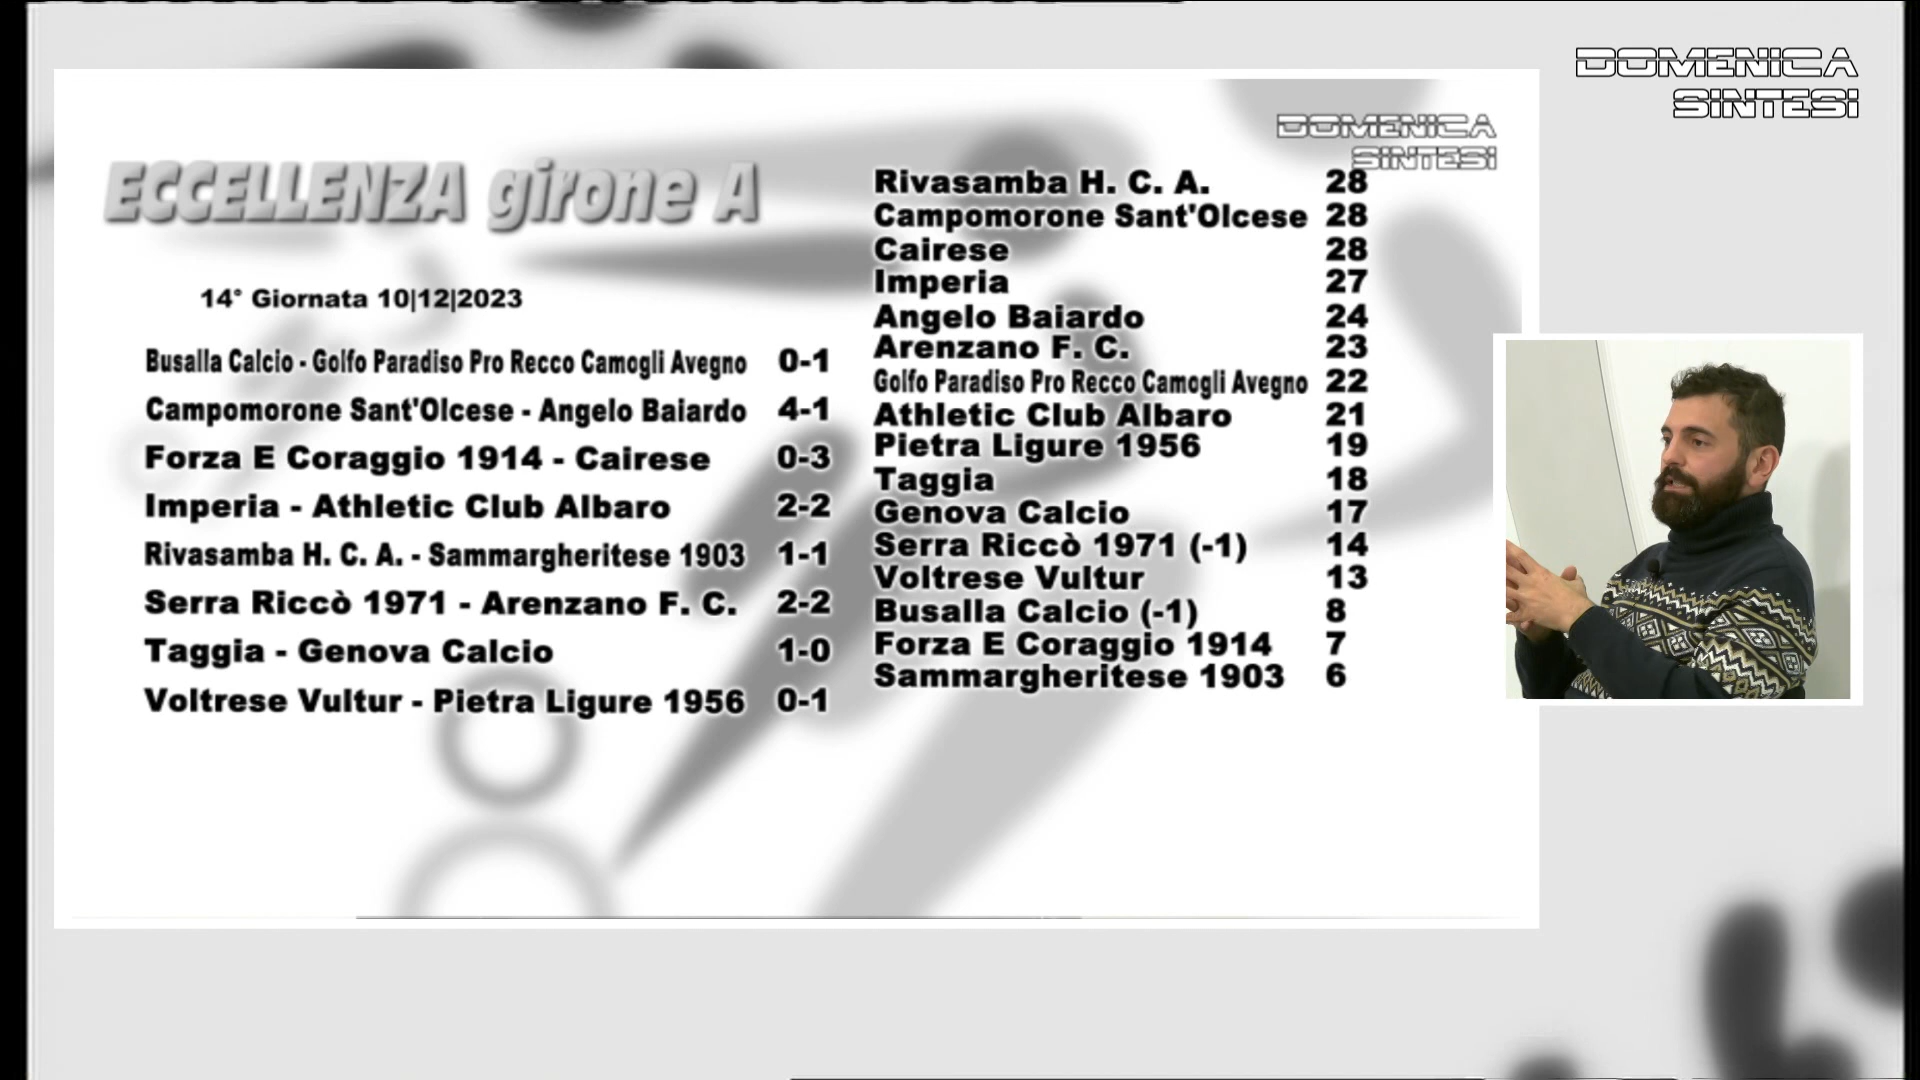 DOMENICA
SINTESI
DOMENICA
SINTESI
ECCELLENZA girone A
14° Giornata 10|12|2023
Busalla Calcio - Golfo Paradiso Pro Recco Camogli Avegno 0-1
Campomorone Sant'Olcese - Angelo Baiardo 4-1
Forza E Coraggio 1914 - Cairese 0-3
Imperia - Athletic Club Albaro 2-2
Rivasamba H. C. A. - Sammargheritese 1903 1-1
Serra Riccò 1971 - Arenzano F. C. 2-2
Taggia - Genova Calcio 1-0
Voltrese Vultur - Pietra Ligure 1956 0-1
Rivasamba H. C. A. 28
Campomorone Sant'Olcese 28
Cairese 28
Imperia 27
Angelo Baiardo 24
Arenzano F. C. 23
Golfo Paradiso Pro Recco Camogli Avegno 22
Athletic Club Albaro 21
Pietra Ligure 1956 19
Taggia 18
Genova Calcio 17
Serra Riccò 1971 (-1) 14
Voltrese Vultur 13
Busalla Calcio (-1) 8
Forza E Coraggio 1914 7
Sammargheritese 1903 6